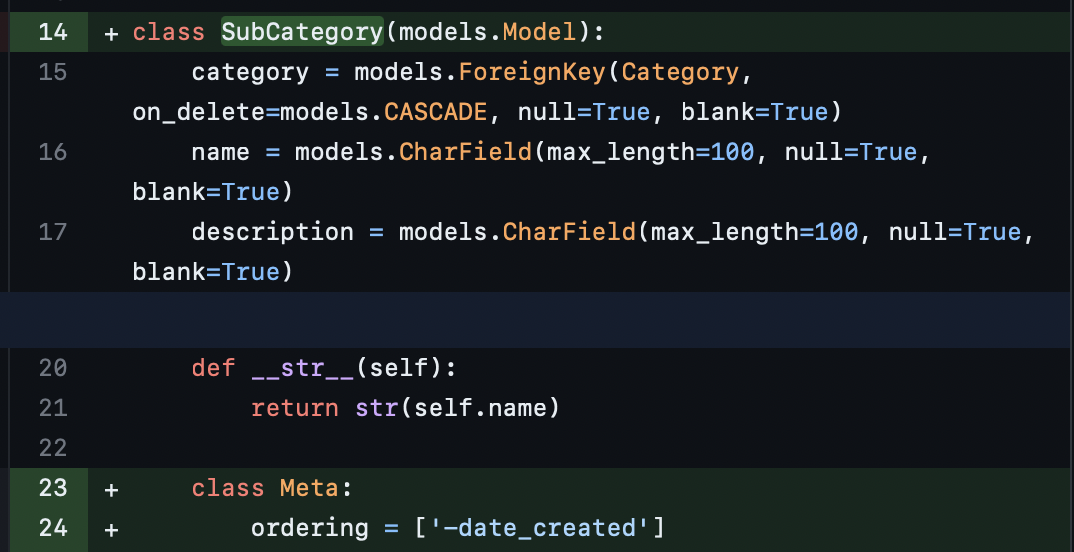 14 + class SubCategory(models.Model):
15 category = models.ForeignKey(Category,
on_delete=models.CASCADE, null=True, blank=True)
16 name = models.CharField(max_length=100, null=True,
blank=True)
17 description = models.CharField(max_length=100, null=True,
blank=True)
20 def __str__(self):
21 return str(self.name)
22
23 + class Meta:
24 + ordering = ['-date_created']